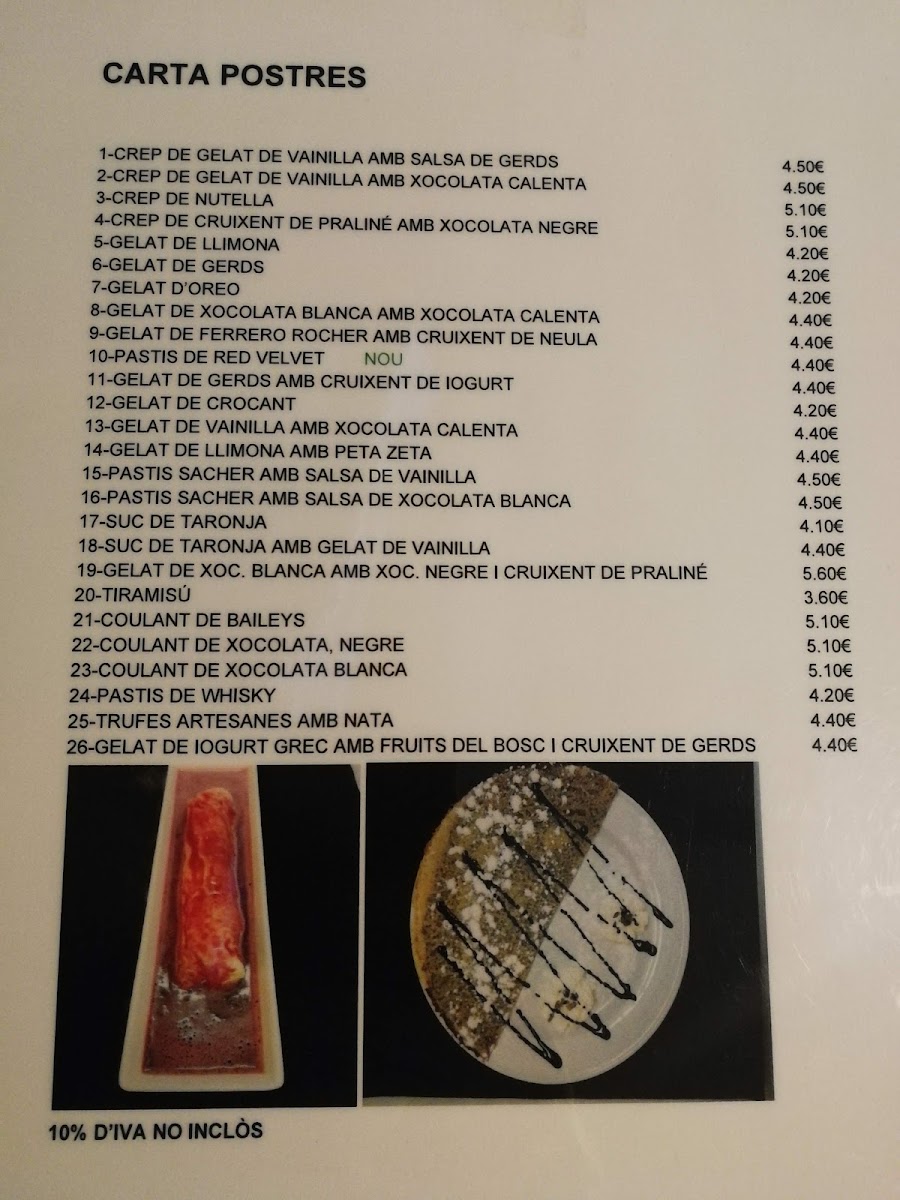 CARTA POSTRES
1-CREP DE GELAT DE VAINILLA AMB SALSA DE GERDS 4.50€
2-CREP DE GELAT DE VAINILLA AMB XOCOLATA CALENTA 4.50€
3-CREP DE NUTELLA 5.10€
4-CREP DE CRUIXENT DE PRALINÉ AMB XOCOLATA NEGRE 5.10€
5-GELAT DE LLIMONA 4.20€
6-GELAT DE GERDS 4.20€
7-GELAT D'OREO 4.20€
8-GELAT DE XOCOLATA BLANCA AMB XOCOLATA CALENTA 4.40€
9-GELAT DE FERRERO ROCHER AMB CRUIXENT DE NEULA 4.40€
10-PASTIS DE RED VELVET NOU 4.40€
11-GELAT DE GERDS AMB CRUIXENT DE IOGURT 4.40€
12-GELAT DE CROCANT 4.20€
13-GELAT DE VAINILLA AMB XOCOLATA CALENTA 4.40€
14-GELAT DE LLIMONA AMB PETA ZETA 4.40€
15-PASTIS SACHER AMB SALSA DE VAINILLA 4.50€
16-PASTIS SACHER AMB SALSA DE XOCOLATA BLANCA 4.50€
17-SUC DE TARONJA 4.10€
18-SUC DE TARONJA AMB GELAT DE VAINILLA 4.40€
19-GELAT DE XOC. BLANCA AMB XOC. NEGRE I CRUIXENT DE PRALINÉ 5.60€
20-TIRAMISÚ 3.60€
21-COULANT DE BAILEYS 5.10€
22-COULANT DE XOCOLATA, NEGRE 5.10€
23-COULANT DE XOCOLATA BLANCA 5.10€
24-PASTIS DE WHISKY 4.20€
25-TRUFES ARTESANES AMB NATA 4.40€
26-GELAT DE IOGURT GREC AMB FRUITS DEL BOSC I CRUIXENT DE GERDS 4.40€
10% D'IVA NO INCLÒS